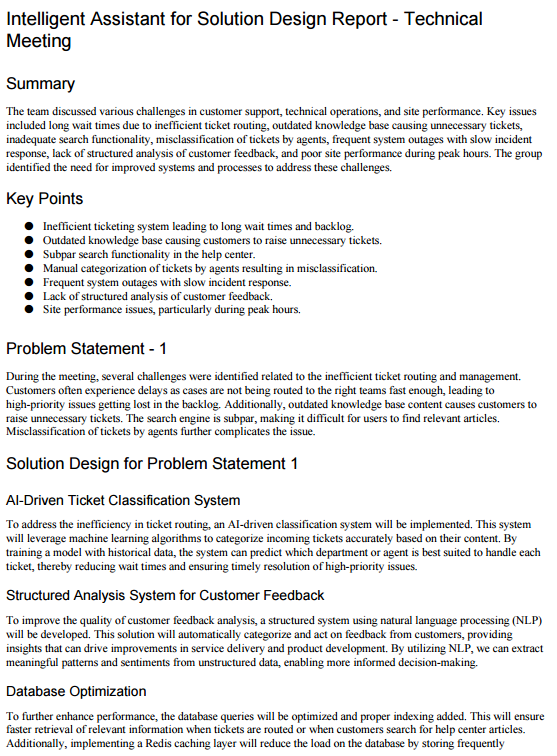 Intelligent Assistant for Solution Design Report - Technical
Meeting
Summary
The team discussed various challenges in customer support, technical operations, and site performance. Key issues
included long wait times due to inefficient ticket routing, outdated knowledge base causing unnecessary tickets,
inadequate search functionality, misclassification of tickets by agents, frequent system outages with slow incident
response, lack of structured analysis of customer feedback, and poor site performance during peak hours. The group
identified the need for improved systems and processes to address these challenges.
Key Points
● Inefficient ticketing system leading to long wait times and backlog.
● Outdated knowledge base causing customers to raise unnecessary tickets.
● Subpar search functionality in the help center.
● Manual categorization of tickets by agents resulting in misclassification.
● Frequent system outages with slow incident response.
● Lack of structured analysis of customer feedback.
● Site performance issues, particularly during peak hours.
Problem Statement - 1
During the meeting, several challenges were identified related to the inefficient ticket routing and management.
Customers often experience delays as cases are not being routed to the right teams fast enough, leading to
high-priority issues getting lost in the backlog. Additionally, outdated knowledge base content causes customers to
raise unnecessary tickets. The search engine is subpar, making it difficult for users to find relevant articles.
Misclassification of tickets by agents further complicates the issue.
Solution Design for Problem Statement 1
AI-Driven Ticket Classification System
To address the inefficiency in ticket routing, an AI-driven classification system will be implemented. This system
will leverage machine learning algorithms to categorize incoming tickets accurately based on their content. By
training a model with historical data, the system can predict which department or agent is best suited to handle each
ticket, thereby reducing wait times and ensuring timely resolution of high-priority issues.
Structured Analysis System for Customer Feedback
To improve the quality of customer feedback analysis, a structured system using natural language processing (NLP)
will be developed. This solution will automatically categorize and act on feedback from customers, providing
insights that can drive improvements in service delivery and product development. By utilizing NLP, we can extract
meaningful patterns and sentiments from unstructured data, enabling more informed decision-making.
Database Optimization
To further enhance performance, the database queries will be optimized and proper indexing added. This will ensure
faster retrieval of relevant information when tickets are routed or when customers search for help center articles.
Additionally, implementing a Redis caching layer will reduce the load on the database by storing frequently